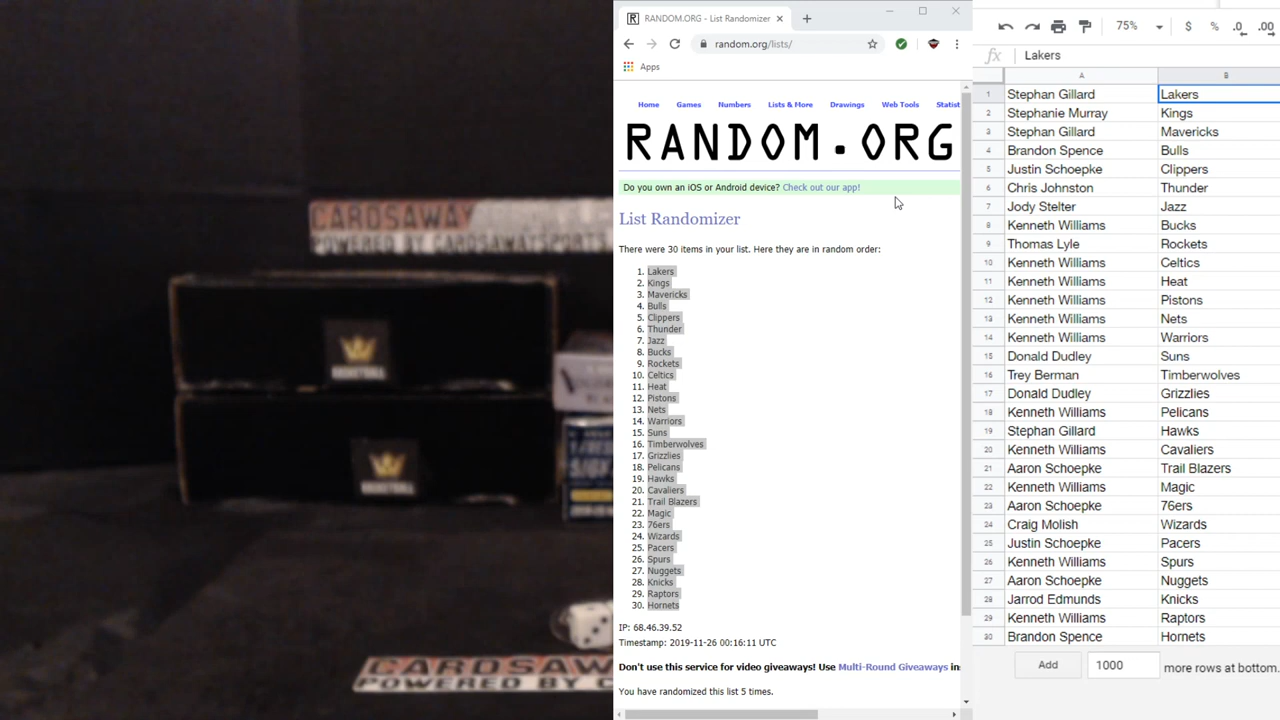 CARDSAWAY
POWERED BY CARDSAWAYSPORTS
BASKETBALL
BASKETBALL
CARDSAWAY
POWERED BY C
RANDOM.ORG - List Randomizer
random.org/lists/
Apps
Home Games Numbers Lists & More Drawings Web Tools Statist
RANDOM.ORG
Do you own an iOS or Android device? Check out our app!
List Randomizer
There were 30 items in your list. Here they are in random order:
1. Lakers
2. Kings
3. Mavericks
4. Bulls
5. Clippers
6. Thunder
7. Jazz
8. Bucks
9. Rockets
10. Celtics
11. Heat
12. Pistons
13. Nets
14. Warriors
15. Suns
16. Timberwolves
17. Grizzlies
18. Pelicans
19. Hawks
20. Cavaliers
21. Trail Blazers
22. Magic
23. 76ers
24. Wizards
25. Pacers
26. Spurs
27. Nuggets
28. Knicks
29. Raptors
30. Hornets
IP: 68.46.39.52
Timestamp: 2019-11-26 00:16:11 UTC
Don't use this service for video giveaways! Use Multi-Round Giveaways in
You have randomized this list 5 times.
75% $ % .0 .00
fx Lakers
A B
1 Stephan Gillard Lakers
2 Stephanie Murray Kings
3 Stephan Gillard Mavericks
4 Brandon Spence Bulls
5 Justin Schoepke Clippers
6 Chris Johnston Thunder
7 Jody Stelter Jazz
8 Kenneth Williams Bucks
9 Thomas Lyle Rockets
10 Kenneth Williams Celtics
11 Kenneth Williams Heat
12 Kenneth Williams Pistons
13 Kenneth Williams Nets
14 Kenneth Williams Warriors
15 Donald Dudley Suns
16 Trey Berman Timberwolves
17 Donald Dudley Grizzlies
18 Kenneth Williams Pelicans
19 Stephan Gillard Hawks
20 Kenneth Williams Cavaliers
21 Aaron Schoepke Trail Blazers
22 Kenneth Williams Magic
23 Aaron Schoepke 76ers
24 Craig Molish Wizards
25 Justin Schoepke Pacers
26 Kenneth Williams Spurs
27 Aaron Schoepke Nuggets
28 Jarrod Edmunds Knicks
29 Kenneth Williams Raptors
30 Brandon Spence Hornets
Add 1000 more rows at bottom.